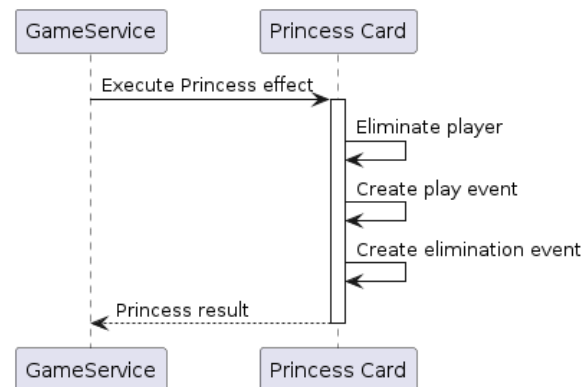 GameService
Princess Card
Execute Princess effect
Eliminate player
Create play event
Create elimination event
Princess result
GameService
Princess Card